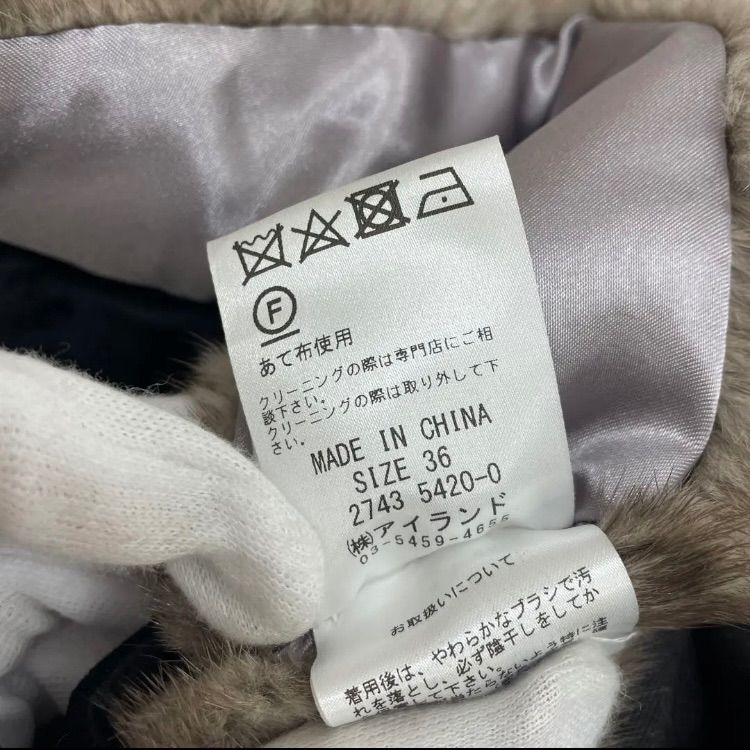 F
あて布使用
クリーニングの際は専門店にご相
談下さい。
クリーニングの際は取り外して下
さい。
MADE IN CHINA
SIZE 36
2743 5420-0
(株)アイランド
03-5459-4655
お取扱いについて
着用後は、やわらかなブラシで汚
れを落とし、必ず陰干しをしてか